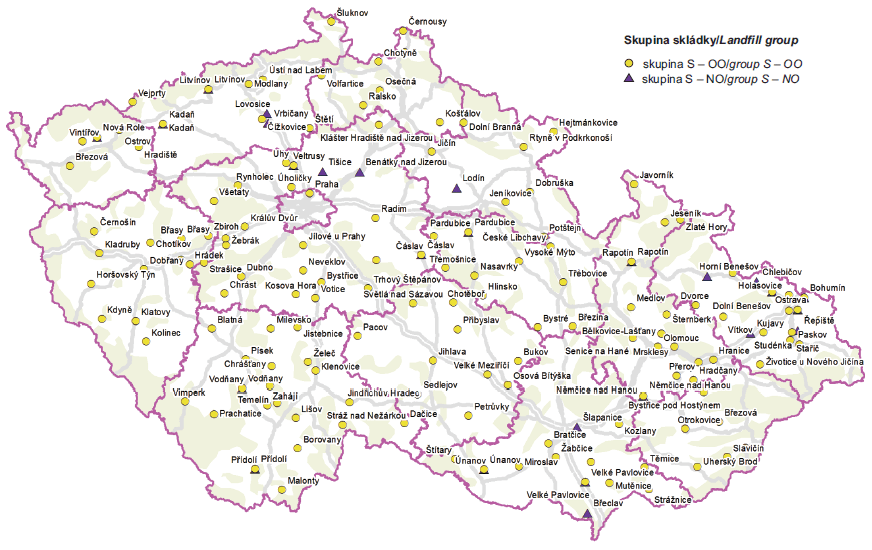 Šluknov
Černousy
Skupina skládky/Landfill group
skupina S – OO/group S – OO
skupina S – NO/group S – NO
Chotyně
Ústí nad Labem
Litvínov
Litvínov
Modlany
Volfartice
Osečná
Vejprty
Ralsko
Lovosice
Vrbičany
Čížkovice
Štětí
Košťálov
Dolní Branná
Hejtmánkovice
Kadaň
Kadaň
Nová Role
Vintířov
Ostrov
Klášter Hradiště nad Jizerou
Jičín
Rtyně v Podkrkonoší
Březová
Hradiště
Úhy
Veltrusy
Tišice
Benátky nad Jizerou
Lodín
Rynholec
Úholičky
Praha
Všetaty
Jeníkovice
Dobruška
Javorník
Jeseník
Zlaté Hory
Černošín
Břasy
Břasy
Zbiroh
Králův Dvůr
Radim
Pardubice
Pardubice
České Libchavy
Potštejn
Kladruby
Chotíkov
Žebrák
Jílové u Prahy
Čáslav
Čáslav
Vysoké Mýto
Rapotín
Rapotín
Hrádek
Dobřany
Neveklov
Třemošnice
Nasavrky
Horní Benešov
Chlebičov
Horšovský Týn
Strašice
Dubno
Bystřice
Trhový Štěpánov
Třebovice
Holasovice
Bohumín
Chrást
Kosova Hora
Votice
Světlá nad Sázavou
Chotěboř
Hlinsko
Medlov
Dvorce
Dolní Benešov
Ostrava
Kdyně
Klatovy
Šternberk
Řepiště
Blatná
Milevsko
Jistebnice
Pacov
Přibyslav
Bystré
Březina
Bělkovice-Lašťany
Vítkov
Kujavy
Paskov
Kolinec
Olomouc
Studénka
Stařič
Písek
Želeč
Jihlava
Bukov
Senice na Hané
Mrsklesy
Hranice
Životice u Nového Jičína
Chrášťany
Klenovice
Velké Meziříčí
Osová Bítýška
Přerov
Hradčany
Vodňany
Vodňany
Sedlejov
Němčice nad Hanou
Němčice nad Hanou
Vimperk
Temelín
Zahájí
Jindřichův Hradec
Bystřice pod Hostýnem
Prachatice
Lišov
Stráž nad Nežárkou
Dačice
Petrůvky
Šlapanice
Březová
Kozlany
Otrokovice
Borovany
Štítary
Bratčice
Žabčice
Slavičín
Přídolí
Přídolí
Únanov
Únanov
Miroslav
Těmice
Uherský Brod
Malonty
Velké Pavlovice
Mutěnice
Velké Pavlovice
Břeclav
Strážnice